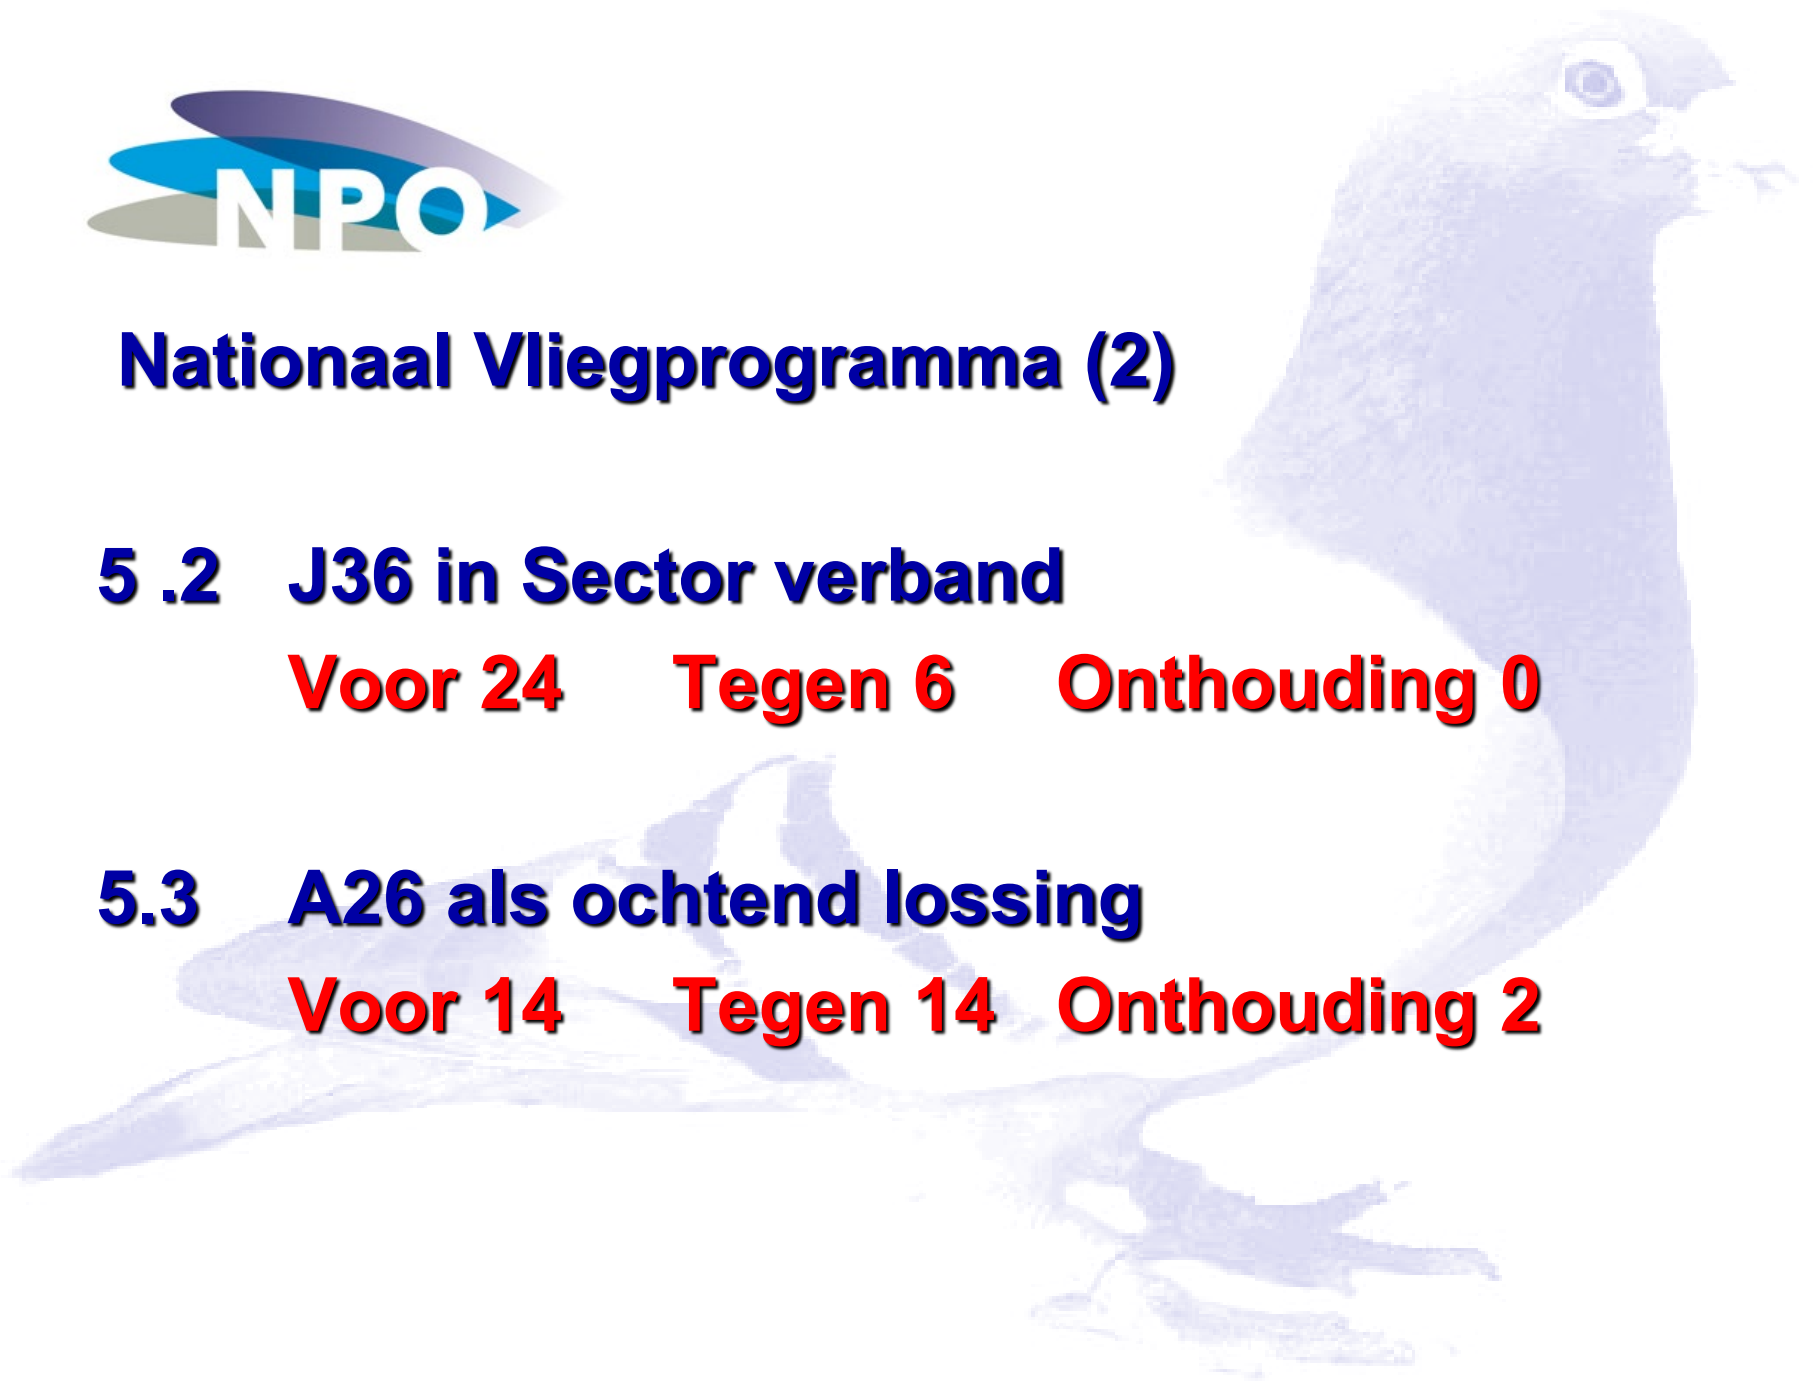 NPO
Nationaal Vliegprogramma (2)
5 .2 J36 in Sector verband
Voor 24 Tegen 6 Onthouding 0
5.3 A26 als ochtend lossing
Voor 14 Tegen 14 Onthouding 2